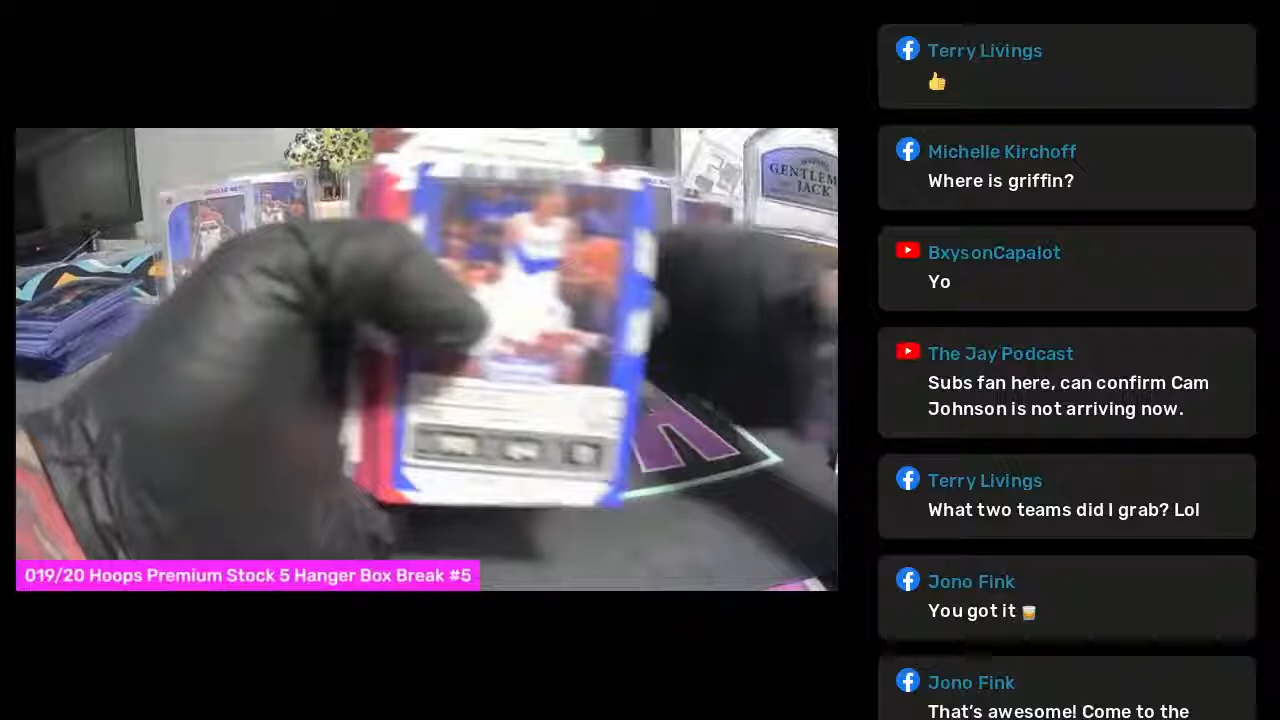 GENTLEM
JACK
019/20 Hoops Premium Stock 5 Hanger Box Break #5
Terry Livings
👍
Michelle Kirchoff
Where is griffin?
BxysonCapalot
Yo
The Jay Podcast
Subs fan here, can confirm Cam
Johnson is not arriving now.
Terry Livings
What two teams did I grab? Lol
Jono Fink
You got it 🥃
Jono Fink
That's awesome! Come to the